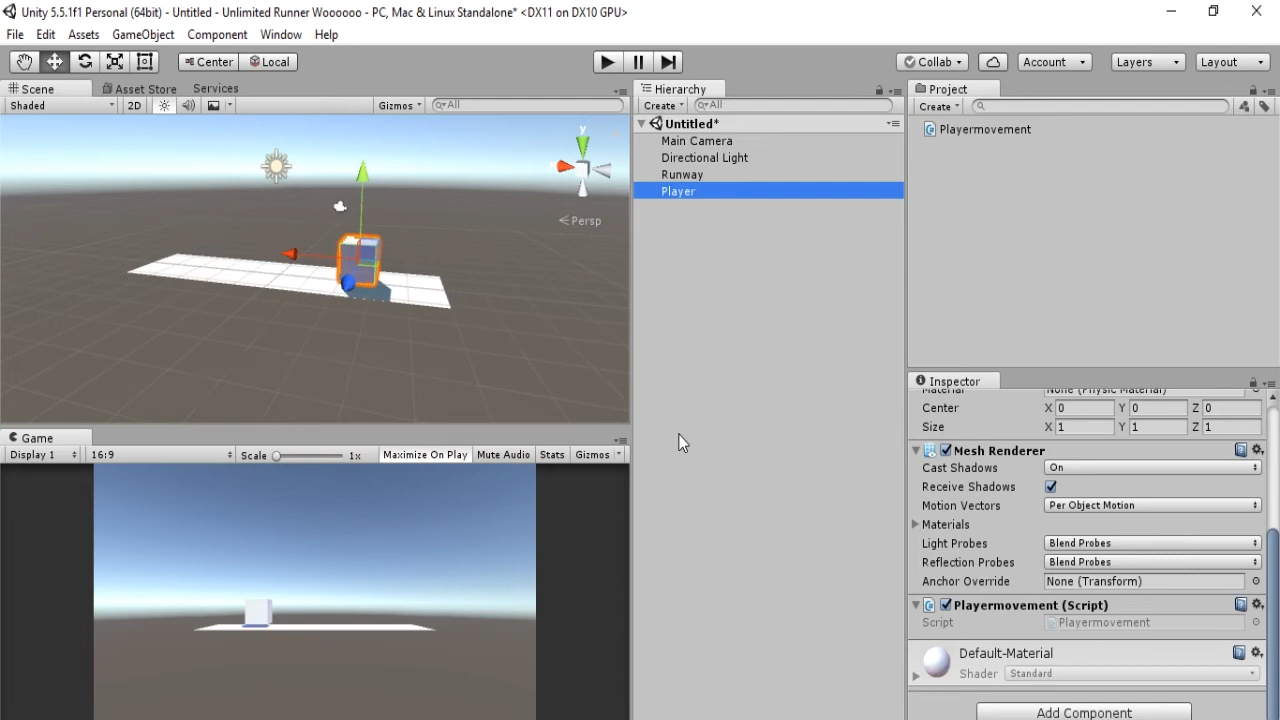 Unity 5.5.1f1 Personal (64bit) - Untitled - Unlimited Runner Woooooo - PC, Mac & Linux Standalone* <DX11 on DX10 GPU>
File Edit Assets GameObject Component Window Help
Center Local Collab Account Layers Layout
Scene Asset Store Services
Shaded 2D Gizmos All
y
Persp
Game
Display 1 16:9 Scale 1x Maximize On Play Mute Audio Stats Gizmos
Hierarchy
Create All
Untitled*
Main Camera
Directional Light
Runway
Player
Project
Create
Playermovement
Inspector
Material None (Physic Material)
Center X 0 Y 0 Z 0
Size X 1 Y 1 Z 1
Mesh Renderer
Cast Shadows On
Receive Shadows
Motion Vectors Per Object Motion
Materials
Light Probes Blend Probes
Reflection Probes Blend Probes
Anchor Override None (Transform)
Playermovement (Script)
Script Playermovement
Default-Material
Shader Standard
Add Component